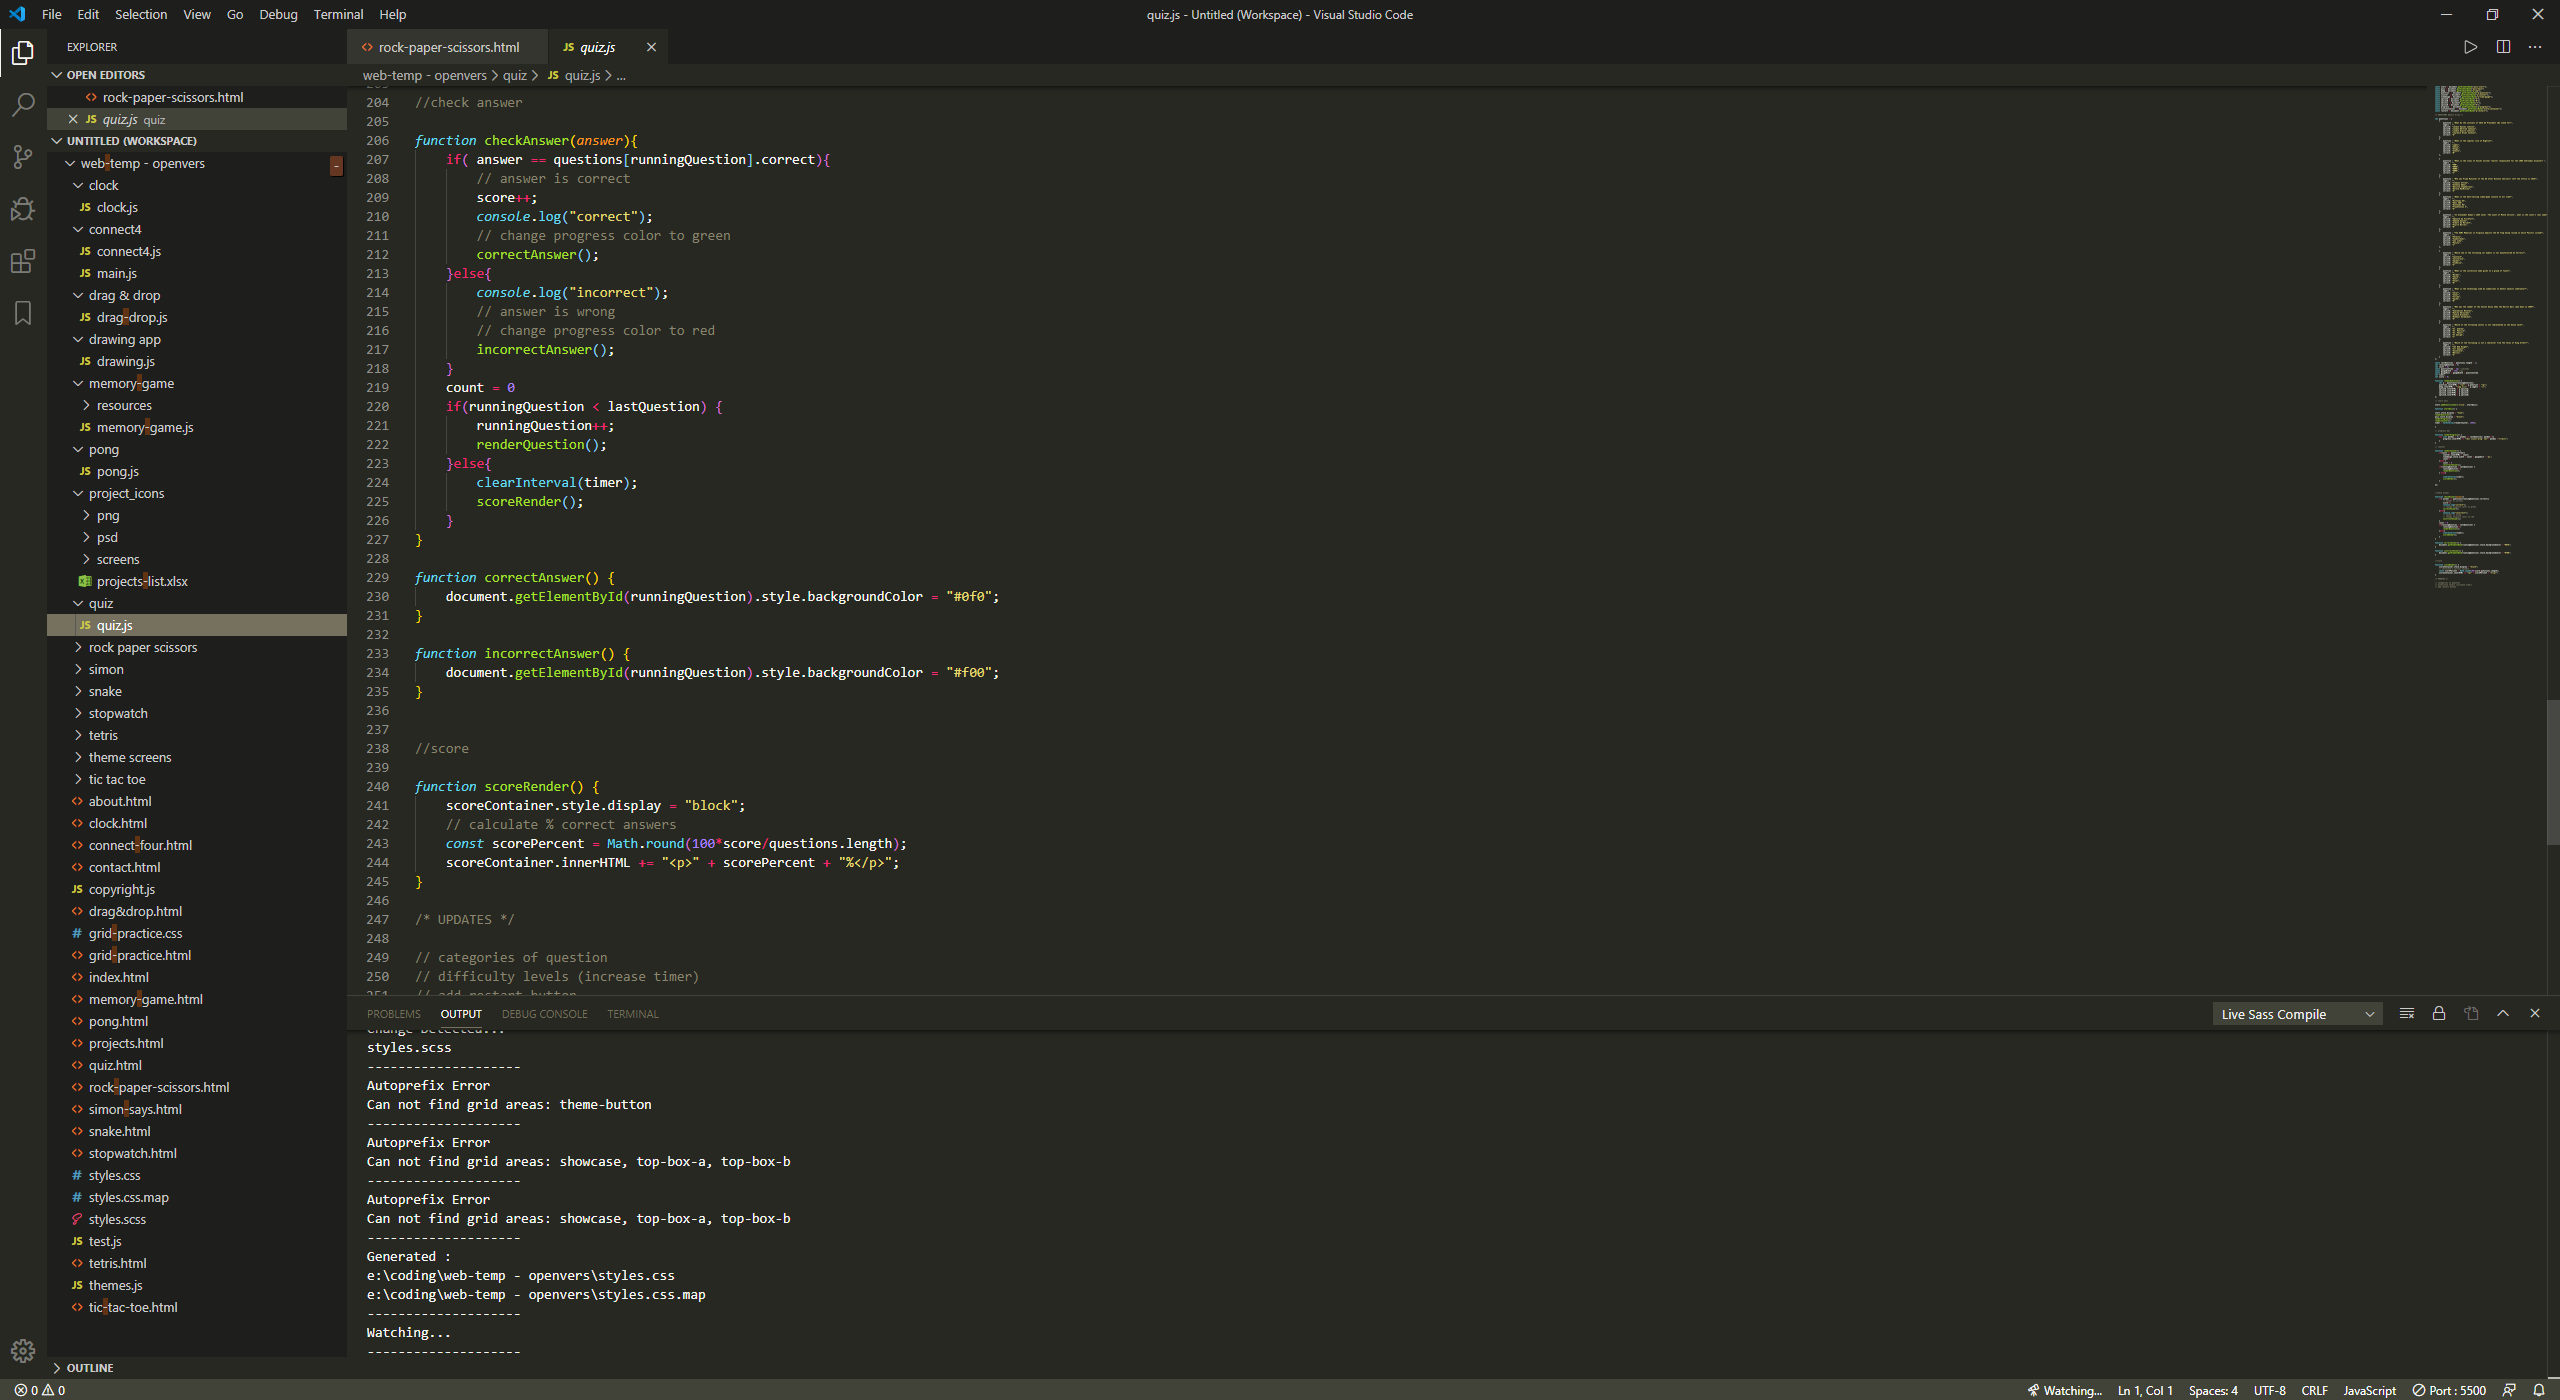 File Edit Selection View Go Debug Terminal Help
quiz.js - Untitled (Workspace) - Visual Studio Code
EXPLORER
OPEN EDITORS
rock-paper-scissors.html
quiz.js quiz
UNTITLED (WORKSPACE)
web-temp - openvers
clock
JS clock.js
connect4
JS connect4.js
JS main.js
drag & drop
JS drag-drop.js
drawing app
JS drawing.js
memory-game
resources
JS memory-game.js
pong
JS pong.js
project_icons
png
psd
screens
projects-list.xlsx
quiz
JS quiz.js
rock paper scissors
simon
snake
stopwatch
tetris
theme screens
tic tac toe
about.html
clock.html
connect-four.html
contact.html
JS copyright.js
drag&drop.html
# grid-practice.css
grid-practice.html
index.html
memory-game.html
pong.html
projects.html
quiz.html
rock-paper-scissors.html
simon-says.html
snake.html
stopwatch.html
# styles.css
# styles.css.map
styles.scss
JS test.js
tetris.html
JS themes.js
tic-tac-toe.html
OUTLINE
rock-paper-scissors.html JS quiz.js
web-temp - openvers > quiz > JS quiz.js > ...
204 //check answer
205
206 function checkAnswer(answer){
207 if( answer == questions[runningQuestion].correct){
208 // answer is correct
209 score++;
210 console.log("correct");
211 // change progress color to green
212 correctAnswer();
213 }else{
214 console.log("incorrect");
215 // answer is wrong
216 // change progress color to red
217 incorrectAnswer();
218 }
219 count = 0
220 if(runningQuestion < lastQuestion) {
221 runningQuestion++;
222 renderQuestion();
223 }else{
224 clearInterval(timer);
225 scoreRender();
226 }
227 }
228
229 function correctAnswer() {
230 document.getElementById(runningQuestion).style.backgroundColor = "#0f0";
231 }
232
233 function incorrectAnswer() {
234 document.getElementById(runningQuestion).style.backgroundColor = "#f00";
235 }
236
237
238 //score
239
240 function scoreRender() {
241 scoreContainer.style.display = "block";
242 // calculate % correct answers
243 const scorePercent = Math.round(100*score/questions.length);
244 scoreContainer.innerHTML += "<p>" + scorePercent + "%</p>";
245 }
246
247 /* UPDATES */
248
249 // categories of question
250 // difficulty levels (increase timer)
251 // add restart button
PROBLEMS OUTPUT DEBUG CONSOLE TERMINAL
Live Sass Compile
Change Detected...
styles.scss
--------------------
Autoprefix Error
Can not find grid areas: theme-button
--------------------
Autoprefix Error
Can not find grid areas: showcase, top-box-a, top-box-b
--------------------
Autoprefix Error
Can not find grid areas: showcase, top-box-a, top-box-b
--------------------
Generated :
e:\coding\web-temp - openvers\styles.css
e:\coding\web-temp - openvers\styles.css.map
--------------------
Watching...
--------------------
0 0
Watching... Ln 1, Col 1 Spaces: 4 UTF-8 CRLF JavaScript Port : 5500